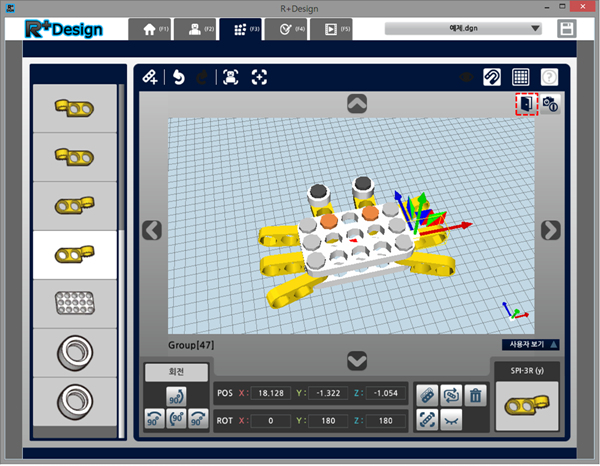 R+Design
R+Design (F1) (F2) (F3) (F4) (F5) 예제.dgn
Group[47] 사용자 보기
회전 SPI-3R (y)
90° POS X: 18.128 Y: -1.322 Z: -1.054
90° 90° 90° ROT X: 0 Y: 180 Z: 180